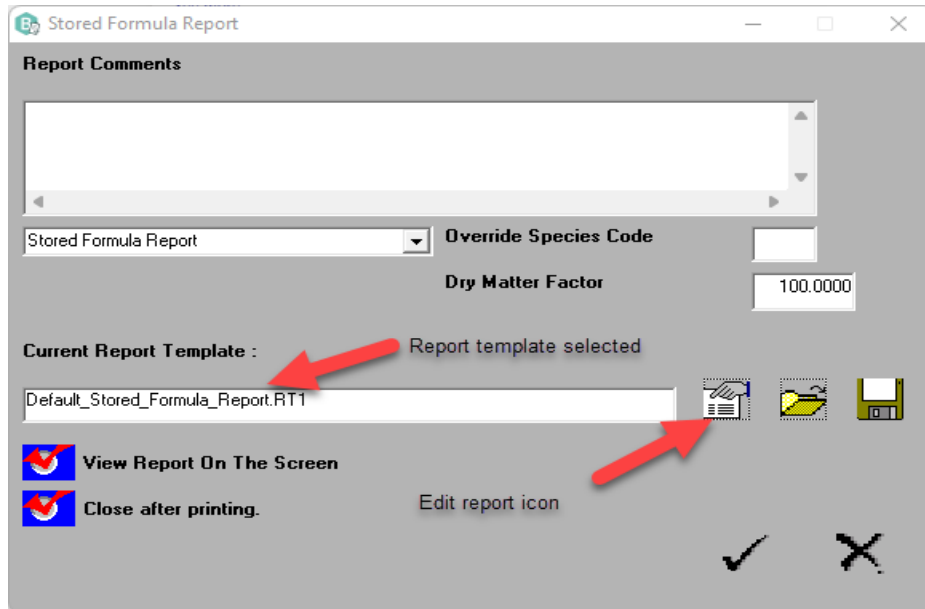 Stored Formula Report
Report Comments
Stored Formula Report
Override Species Code
Dry Matter Factor
100.0000
Current Report Template :
Report template selected
Default_Stored_Formula_Report.RT1
View Report On The Screen
Close after printing.
Edit report icon